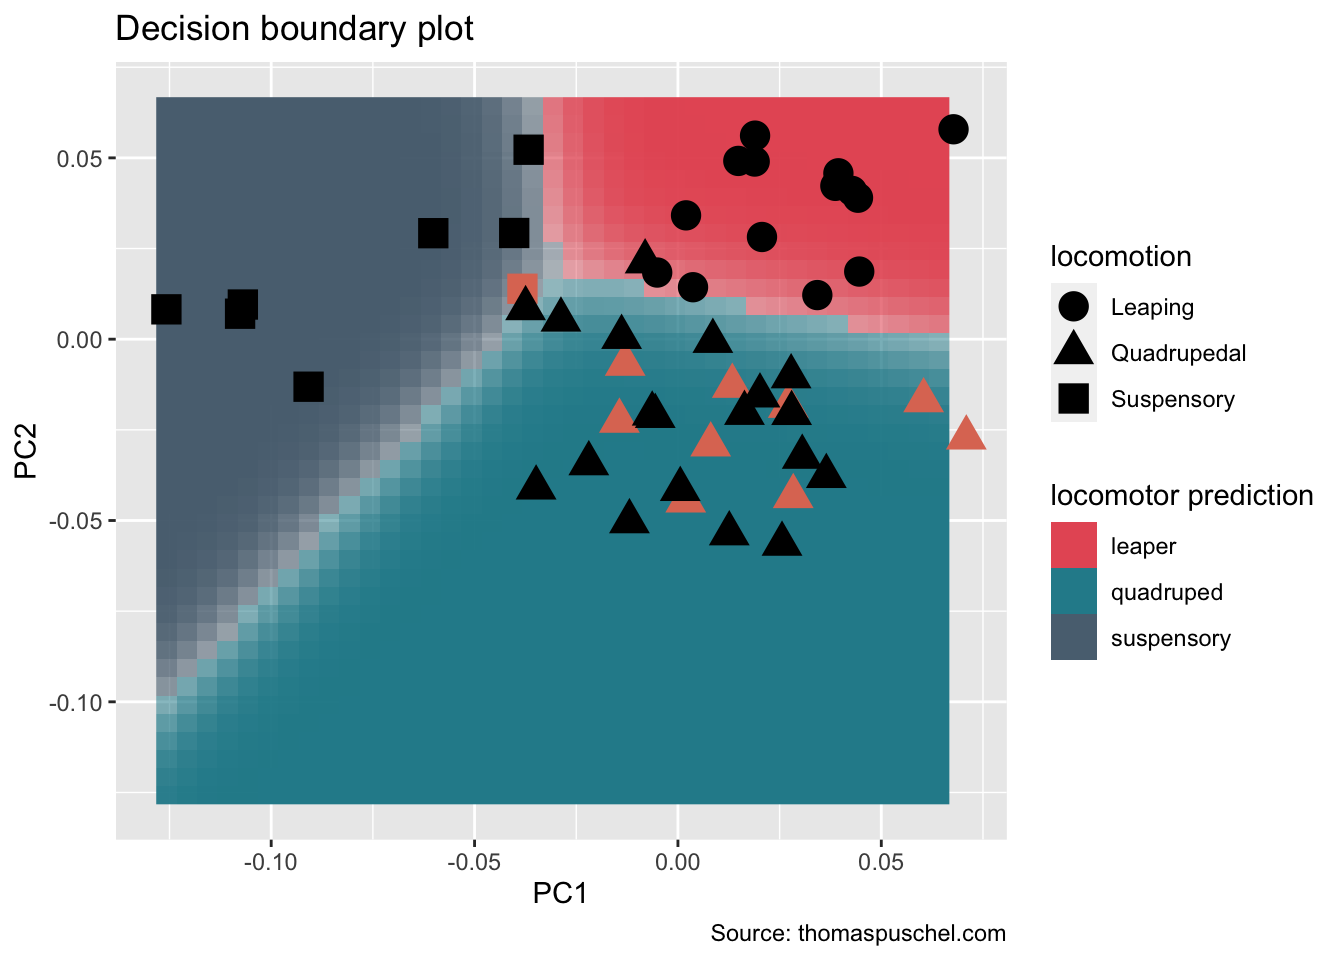 Decision boundary plot
0.05
0.00
-0.05
-0.10
PC2
-0.10
-0.05
0.00
0.05
PC1
locomotion
Leaping
Quadrupedal
Suspensory
locomotor prediction
leaper
quadruped
suspensory
Source: thomaspuschel.com